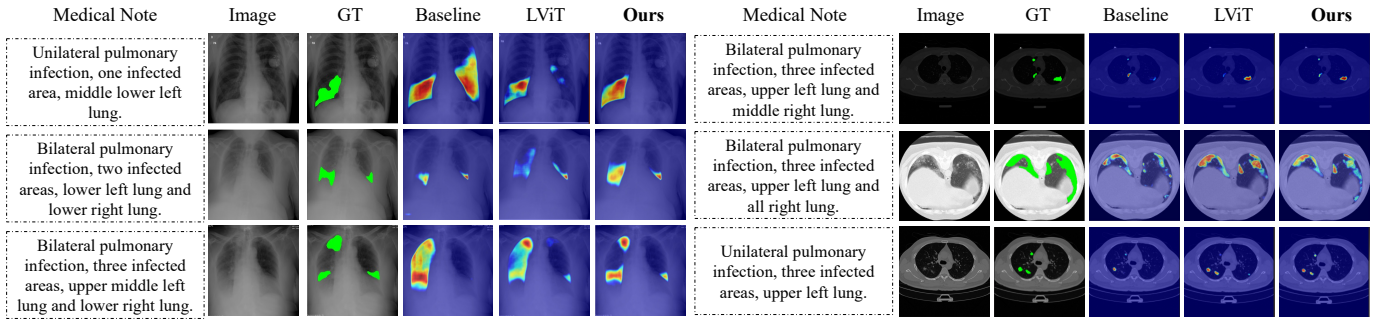 Medical Note Image GT Baseline LViT Ours
Unilateral pulmonary
infection, one infected
area, middle lower left
lung.
Bilateral pulmonary
infection, two infected
areas, lower left lung and
lower right lung.
Bilateral pulmonary
infection, three infected
areas, upper middle left
lung and lower right lung.
Medical Note Image GT Baseline LViT Ours
Bilateral pulmonary
infection, three infected
areas, upper left lung and
middle right lung.
Bilateral pulmonary
infection, three infected
areas, upper left lung and
all right lung.
Unilateral pulmonary
infection, three infected
areas, upper left lung.